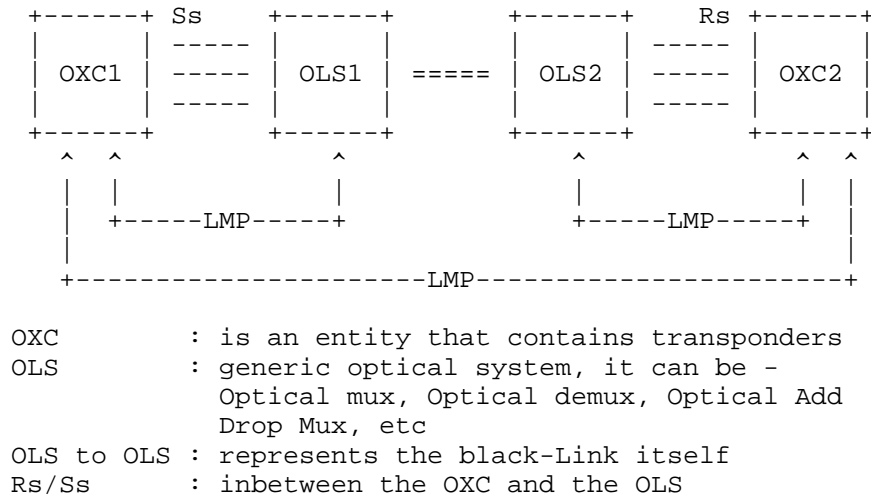 +------+ Ss    +------+       +------+    Rs +------+
|      | ----- |      |       |      | ----- |      |
| OXC1 | ----- | OLS1 | ===== | OLS2 | ----- | OXC2 |
|      | ----- |      |       |      | ----- |      |
+------+       +------+       +------+       +------+
  ^  ^             ^              ^             ^  ^
  |  |             |              |             |  |
  |  +-----LMP-----+              +-----LMP-----+  |
  |                                                |
  +----------------------LMP-----------------------+
OXC         : is an entity that contains transponders
OLS         : generic optical system, it can be -
              Optical mux, Optical demux, Optical Add
              Drop Mux, etc
OLS to OLS : represents the black-Link itself
Rs/Ss       : inbetween the OXC and the OLS